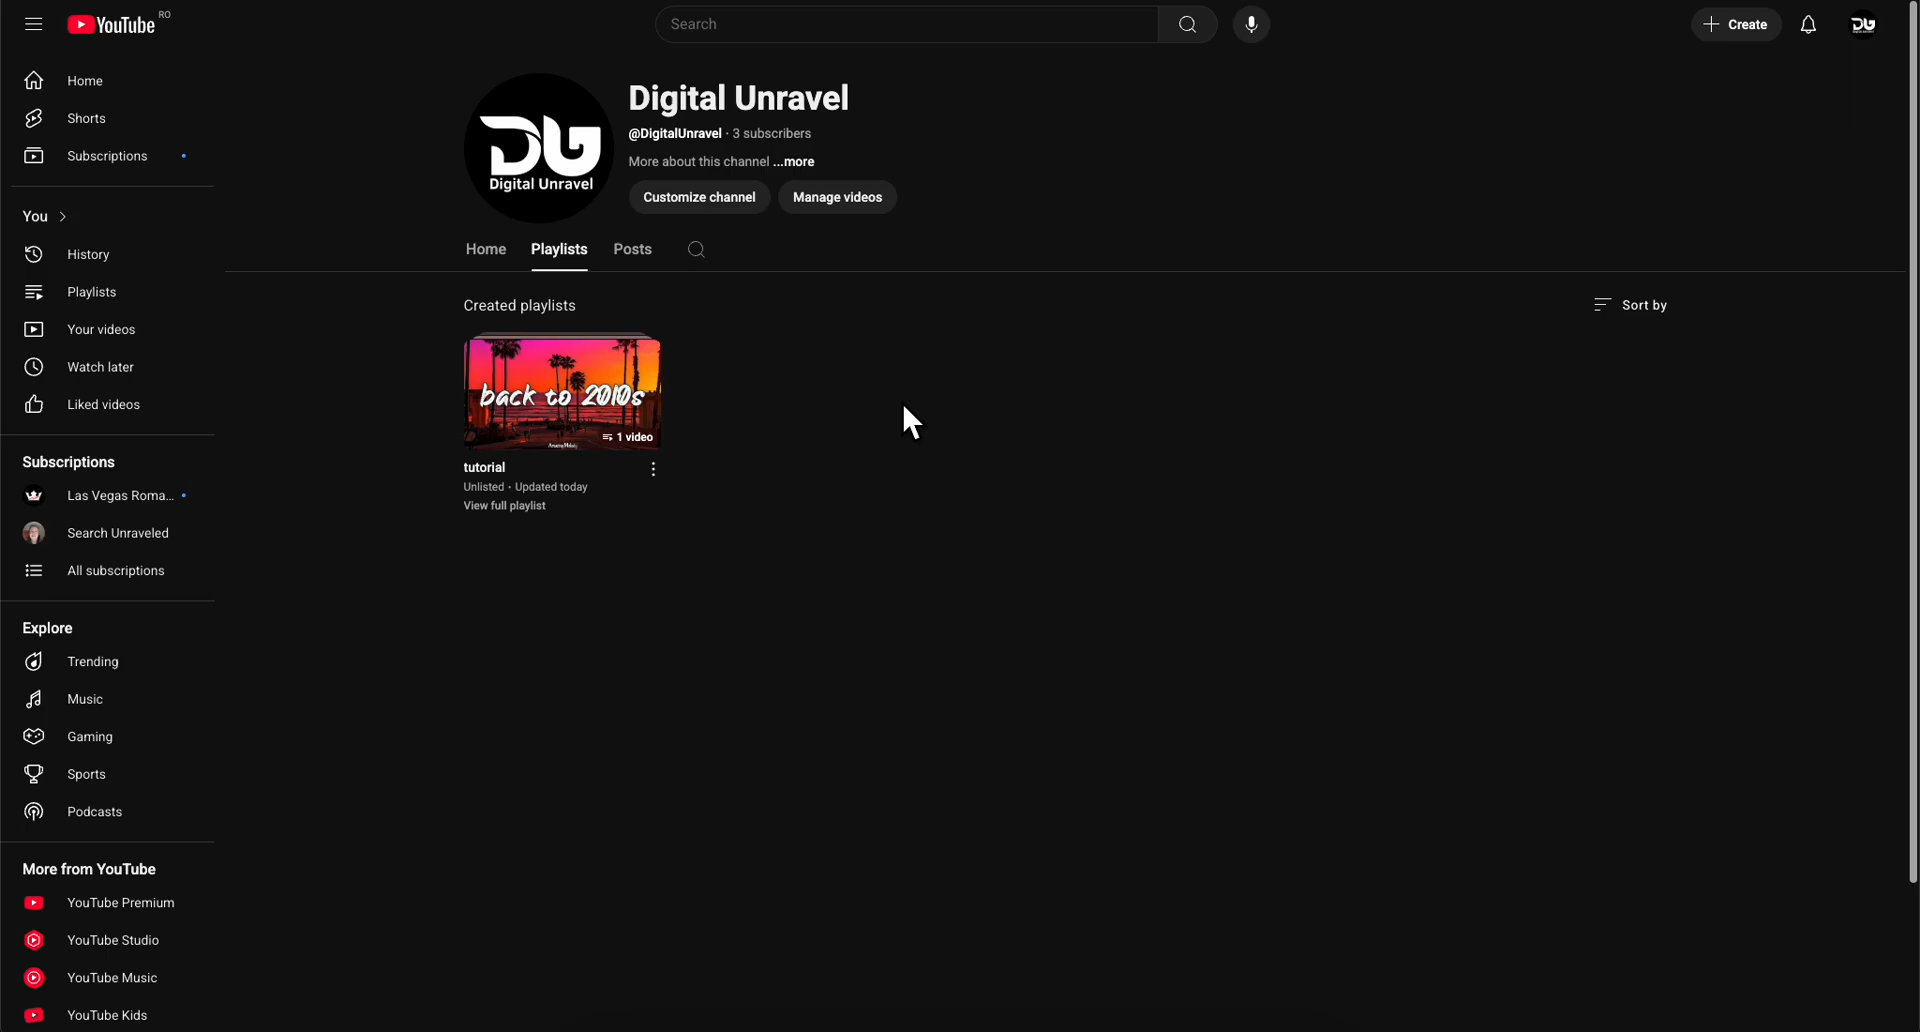 YouTube RO
Search
Create
DU
Home
Shorts
Subscriptions
You
History
Playlists
Your videos
Watch later
Liked videos
Subscriptions
Las Vegas Roma...
Search Unraveled
All subscriptions
Explore
Trending
Music
Gaming
Sports
Podcasts
More from YouTube
YouTube Premium
YouTube Studio
YouTube Music
YouTube Kids
DU
Digital Unravel
Digital Unravel
@DigitalUnravel · 3 subscribers
More about this channel ...more
Customize channel
Manage videos
Home Playlists Posts
Created playlists
Sort by
back to 2010s
1 video
tutorial
Unlisted · Updated today
View full playlist